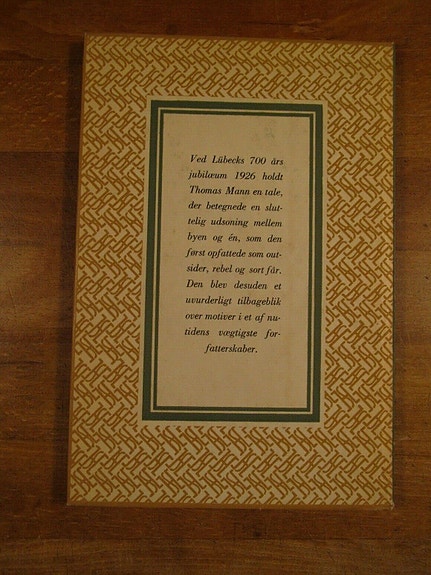 Ved Lübecks 700 års
jubilæum 1926 holdt
Thomas Mann en tale,
der betegnede en slut-
telig udsoning mellem
byen og én, som den
først opfattede som out-
sider, rebel og sort får.
Den blev desuden et
uvurderligt tilbageblik
over motiver i et af nu-
tidens vægtigste for-
fatterskaber.